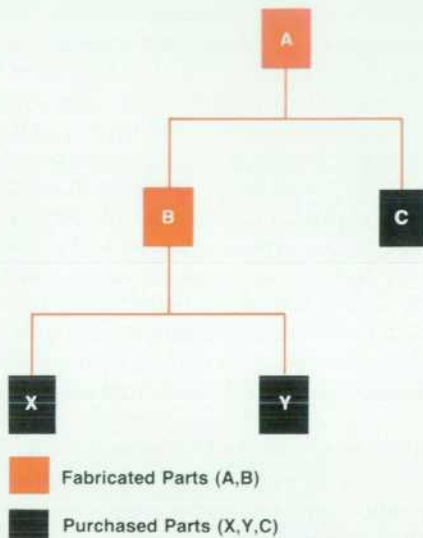 A
B
C
X
Y
Fabricated Parts (A,B)
Purchased Parts (X,Y,C)